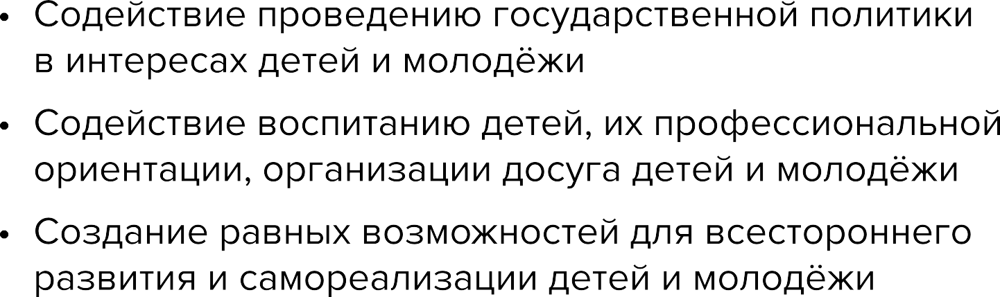 • Содействие проведению государственной политики
в интересах детей и молодёжи
• Содействие воспитанию детей, их профессиональной
ориентации, организации досуга детей и молодёжи
• Создание равных возможностей для всестороннего
развития и самореализации детей и молодёжи